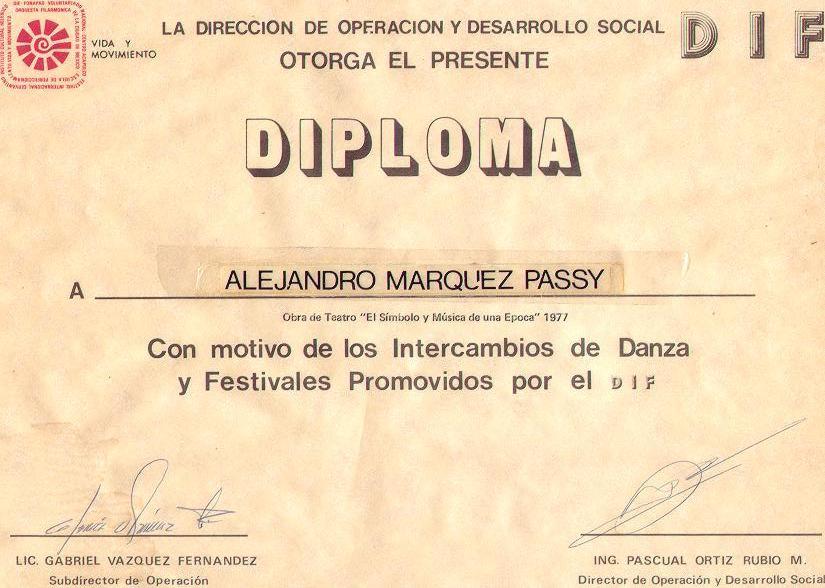 LA DIRECCION DE OPERACION Y DESARROLLO SOCIAL
DIF
VIDA Y
MOVIMIENTO
OTORGA EL PRESENTE
DIPLOMA
A ALEJANDRO MARQUEZ PASSY
Obra de Teatro "El Símbolo y Música de una Epoca" 1977
Con motivo de los Intercambios de Danza
y Festivales Promovidos por el DIF
LIC. GABRIEL VAZQUEZ FERNANDEZ
Subdirector de Operación
ING. PASCUAL ORTIZ RUBIO M.
Director de Operación y Desarrollo Social